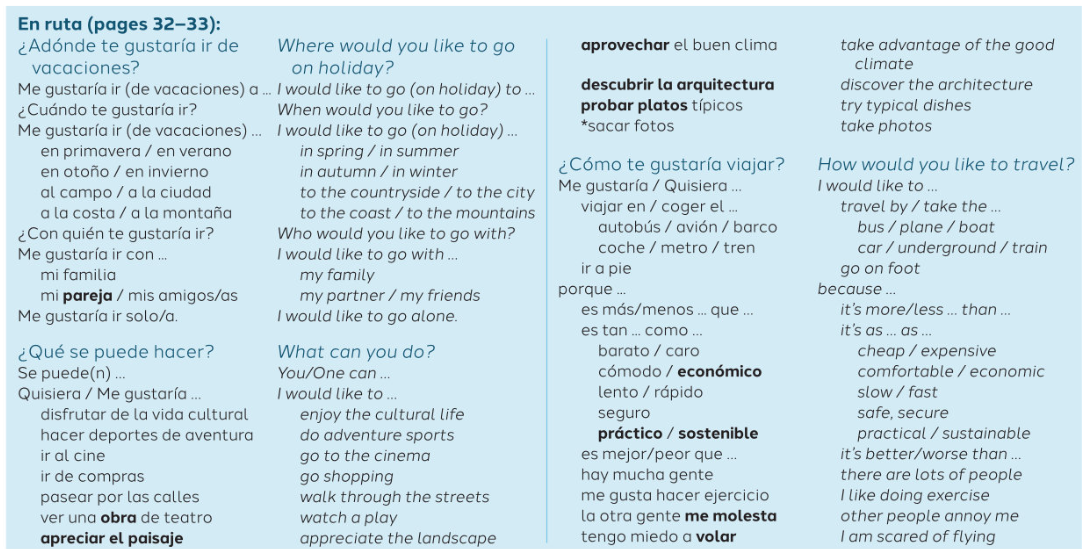 En ruta (pages 32–33):
¿Adónde te gustaría ir de Where would you like to go
vacaciones? on holiday?
Me gustaría ir (de vacaciones) a ... I would like to go (on holiday) to ...
¿Cuándo te gustaría ir? When would you like to go?
Me gustaría ir (de vacaciones) ... I would like to go (on holiday) ...
en primavera / en verano in spring / in summer
en otoño / en invierno in autumn / in winter
al campo / a la ciudad to the countryside / to the city
a la costa / a la montaña to the coast / to the mountains
¿Con quién te gustaría ir? Who would you like to go with?
Me gustaría ir con ... I would like to go with ...
mi familia my family
mi pareja / mis amigos/as my partner / my friends
Me gustaría ir solo/a. I would like to go alone.
¿Qué se puede hacer? What can you do?
Se puede(n) ... You/One can ...
Quisiera / Me gustaría ... I would like to ...
disfrutar de la vida cultural enjoy the cultural life
hacer deportes de aventura do adventure sports
ir al cine go to the cinema
ir de compras go shopping
pasear por las calles walk through the streets
ver una obra de teatro watch a play
apreciar el paisaje appreciate the landscape
aprovechar el buen clima take advantage of the good
climate
descubrir la arquitectura discover the architecture
probar platos típicos try typical dishes
*sacar fotos take photos
¿Cómo te gustaría viajar? How would you like to travel?
Me gustaría / Quisiera ... I would like to ...
viajar en / coger el ... travel by / take the ...
autobús / avión / barco bus / plane / boat
coche / metro / tren car / underground / train
ir a pie go on foot
porque ... because ...
es más/menos ... que ... it's more/less ... than ...
es tan ... como ... it's as ... as ...
barato / caro cheap / expensive
cómodo / económico comfortable / economic
lento / rápido slow / fast
seguro safe, secure
práctico / sostenible practical / sustainable
es mejor/peor que ... it's better/worse than ...
hay mucha gente there are lots of people
me gusta hacer ejercicio I like doing exercise
la otra gente me molesta other people annoy me
tengo miedo a volar I am scared of flying